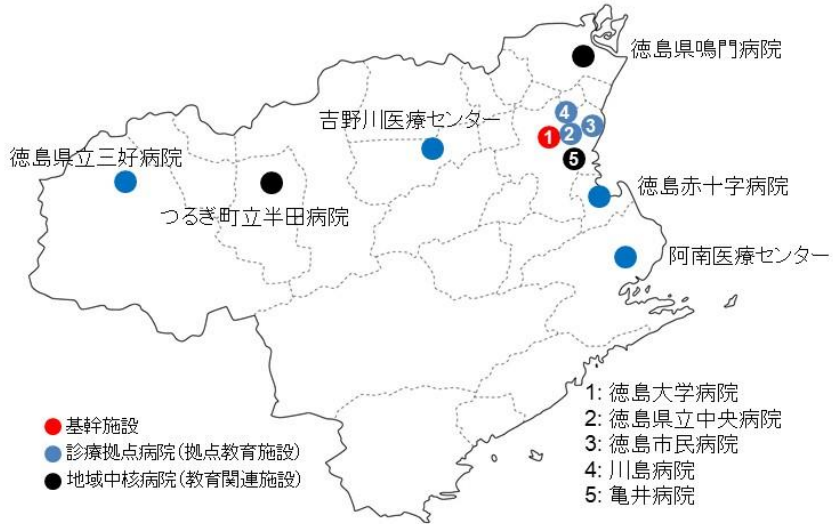 徳島県鳴門病院
吉野川医療センター
4
1
2
3
5
徳島県立三好病院
つるぎ町立半田病院
徳島赤十字病院
阿南医療センター
基幹施設
診療拠点病院(拠点教育施設)
地域中核病院(教育関連施設)
1: 徳島大学病院
2: 徳島県立中央病院
3: 徳島市民病院
4: 川島病院
5: 亀井病院